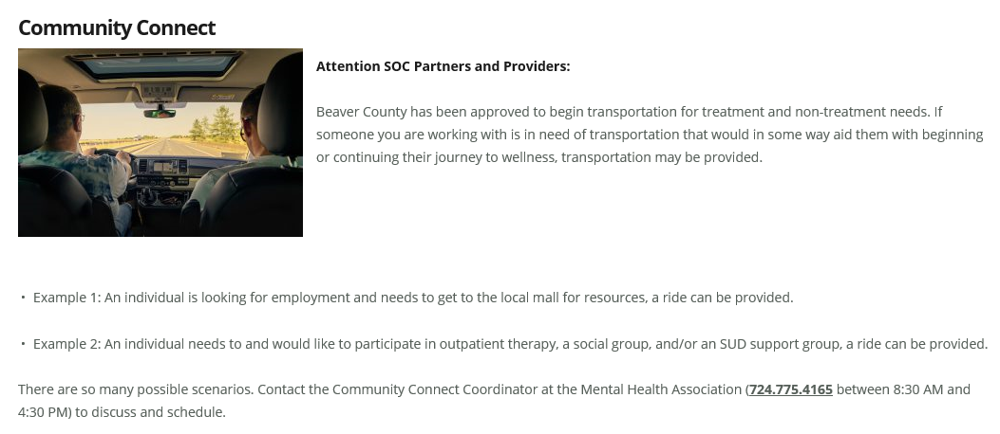 Community Connect
Attention SOC Partners and Providers:
Beaver County has been approved to begin transportation for treatment and non-treatment needs. If
someone you are working with is in need of transportation that would in some way aid them with beginning
or continuing their journey to wellness, transportation may be provided.
• Example 1: An individual is looking for employment and needs to get to the local mall for resources, a ride can be provided.
• Example 2: An individual needs to and would like to participate in outpatient therapy, a social group, and/or an SUD support group, a ride can be provided.
There are so many possible scenarios. Contact the Community Connect Coordinator at the Mental Health Association (724.775.4165 between 8:30 AM and
4:30 PM) to discuss and schedule.